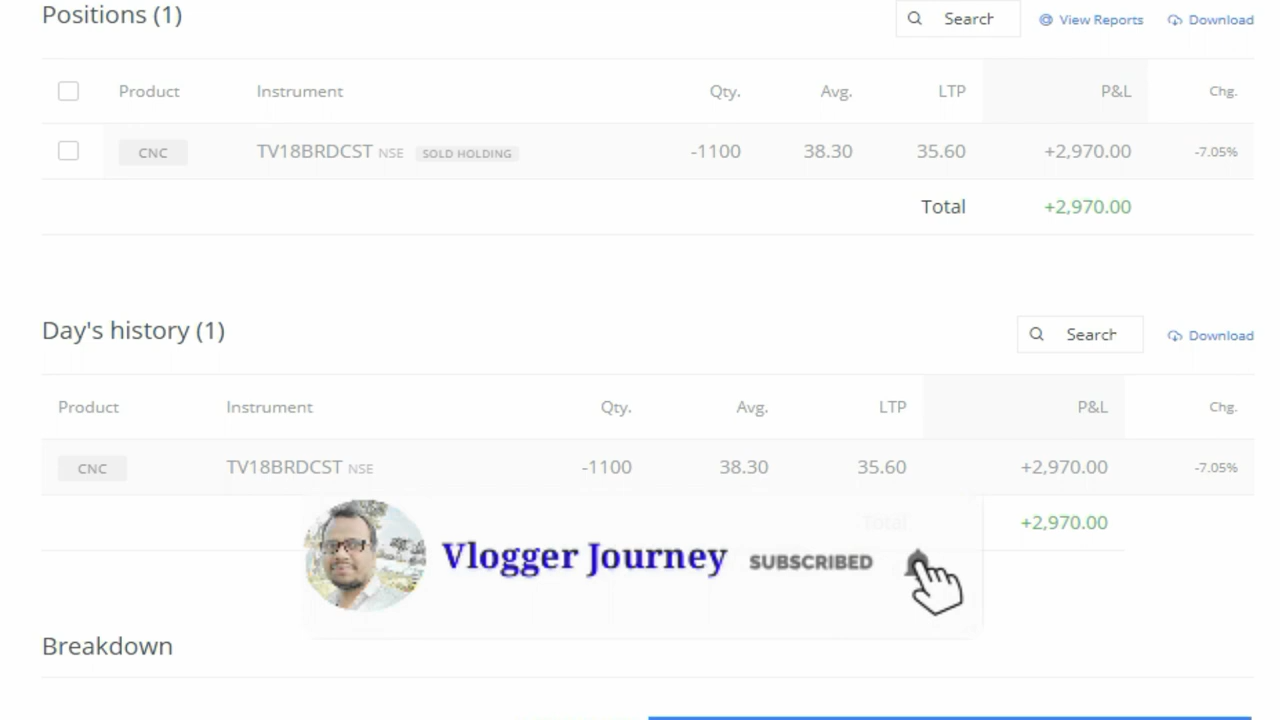 Positions (1) Search View Reports Download
Product Instrument Qty. Avg. LTP P&L Chg.
CNC TV18BRDCST NSE SOLD HOLDING -1100 38.30 35.60 +2,970.00 -7.05%
Total +2,970.00
Day's history (1) Search Download
Product Instrument Qty. Avg. LTP P&L Chg.
CNC TV18BRDCST NSE -1100 38.30 35.60 +2,970.00 -7.05%
Total +2,970.00
Vlogger Journey SUBSCRIBED
Breakdown